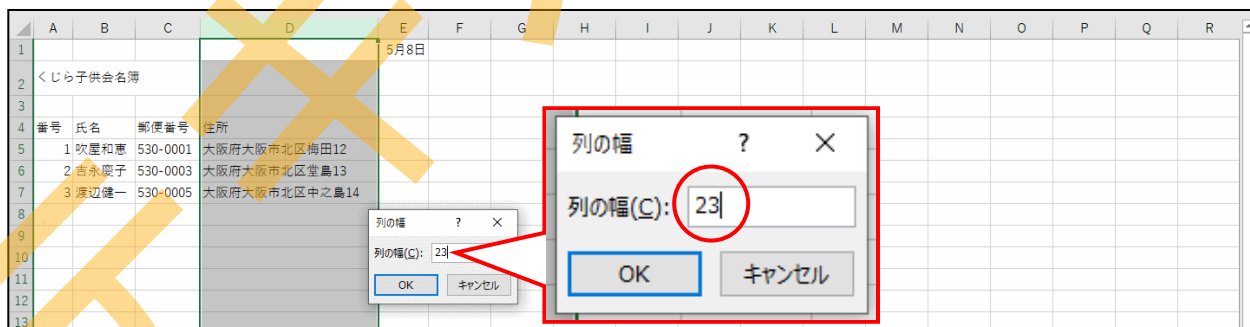 A B C D E F G H I J K L M N O P Q R
1 5月8日
2 くじら子供会名簿
3
4 番号 氏名 郵便番号 住所
5 1 吹屋和恵 530-0001 大阪府大阪市北区梅田12
6 2 吉永慶子 530-0003 大阪府大阪市北区堂島13
7 3 渡辺健一 530-0005 大阪府大阪市北区中之島14
8
9
10
11
12
13
列の幅 ? ×
列の幅(C): 23
OK キャンセル
列の幅 ? ×
列の幅(C): 23
OK キャンセル